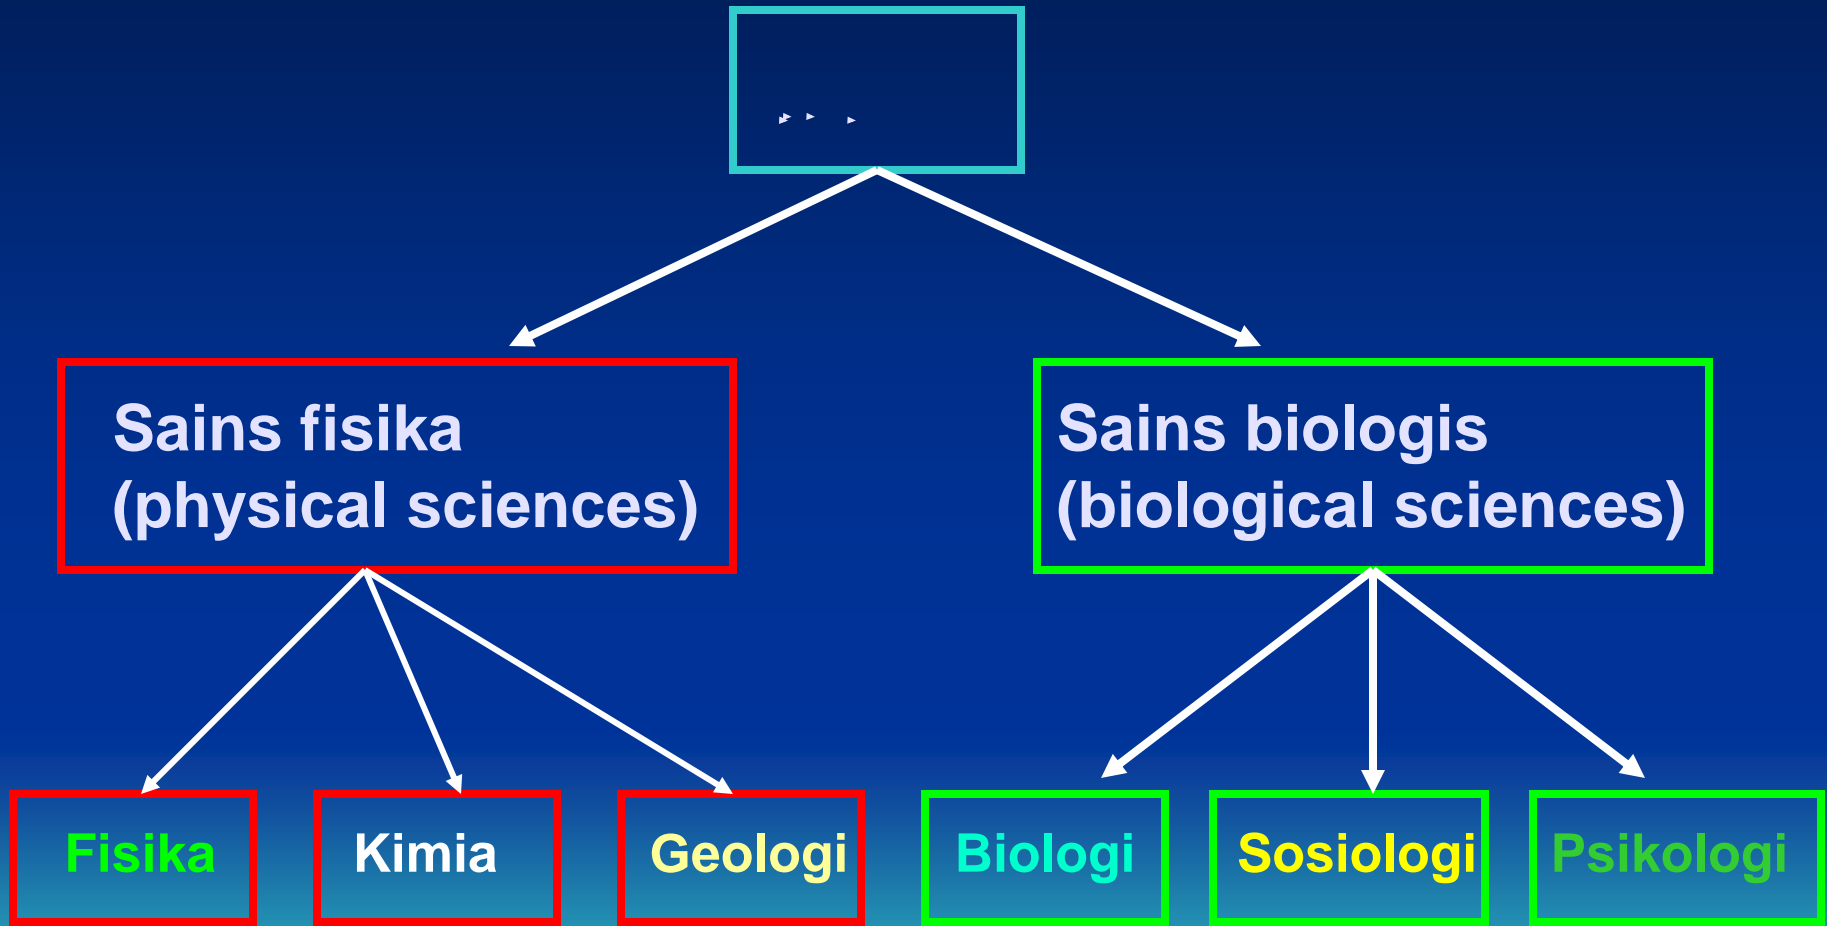 Sains fisika
(physical sciences)
Sains biologis
(biological sciences)
Fisika
Kimia
Geologi
Biologi
Sosiologi
Psikologi